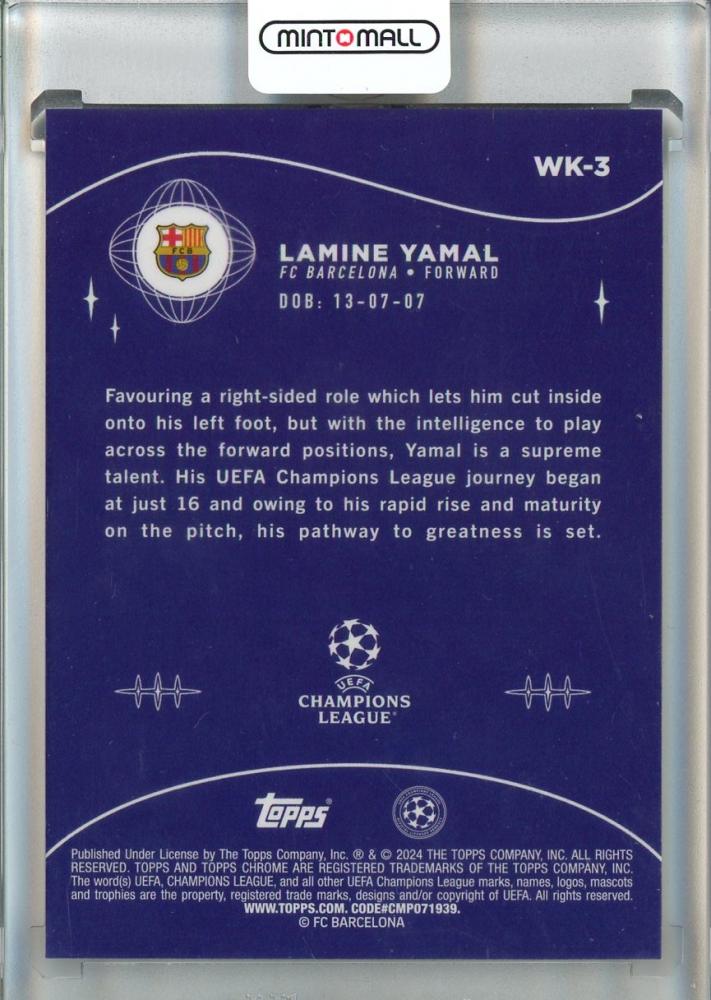 MINTOMALL
WK-3
FCB
LAMINE YAMAL
FC BARCELONA • FORWARD
DOB: 13-07-07
Favouring a right-sided role which lets him cut inside
onto his left foot, but with the intelligence to play
across the forward positions, Yamal is a supreme
talent. His UEFA Champions League journey began
at just 16 and owing to his rapid rise and maturity
on the pitch, his pathway to greatness is set.
UEFA
CHAMPIONS
LEAGUE®
topps®
Published Under License by The Topps Company, Inc. ® & © 2024 THE TOPPS COMPANY, INC. ALL RIGHTS
RESERVED. TOPPS AND TOPPS CHROME ARE REGISTERED TRADEMARKS OF THE TOPPS COMPANY, INC.
The word(s) UEFA, CHAMPIONS LEAGUE, and all other UEFA Champions League marks, names, logos, mascots
and trophies are the property, registered trade marks, designs and/or copyright of UEFA. All rights reserved.
WWW.TOPPS.COM. CODE#CMP071939.
© FC BARCELONA